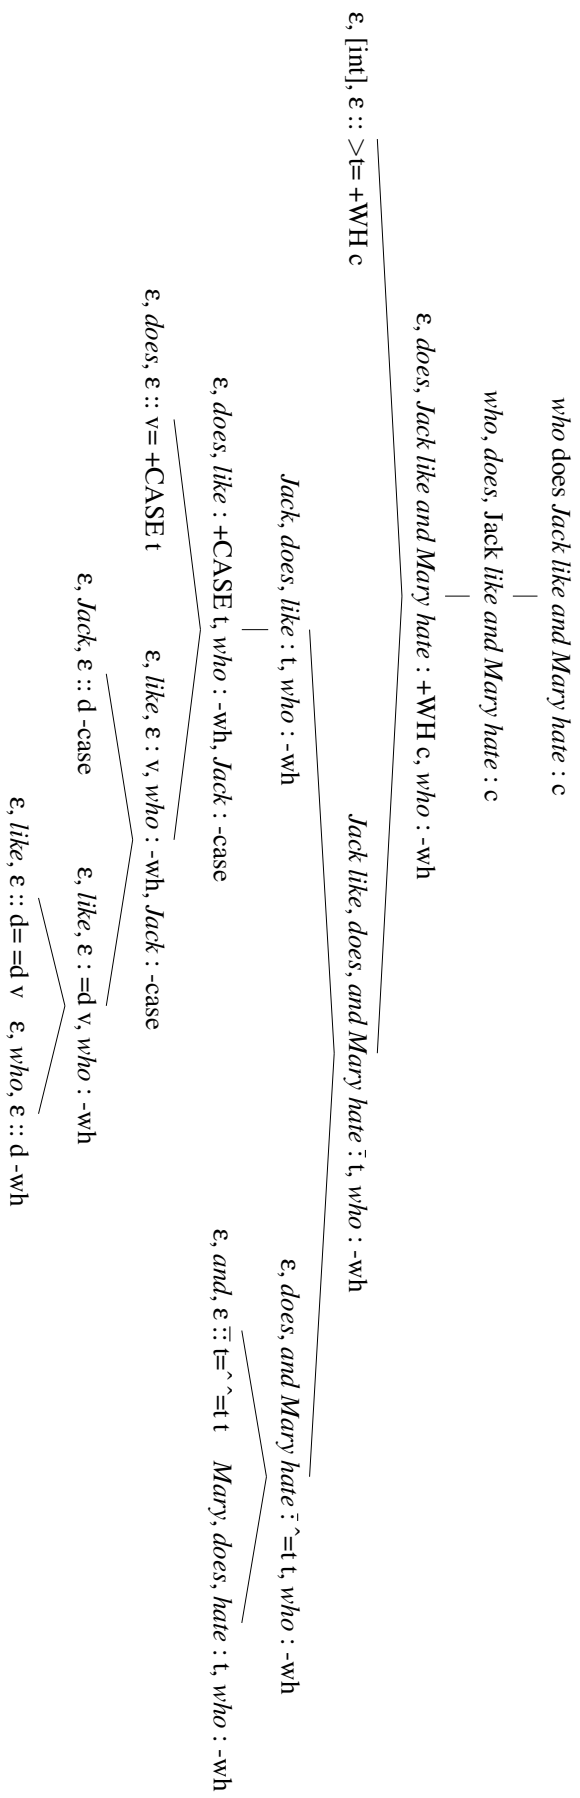 who does Jack like and Mary hate : c
who, does, Jack like and Mary hate : c
ε, does, Jack like and Mary hate : +WH c, who : -wh
ε, [int], ε :: >t= +WH c
Jack like, does, and Mary hate :̄ t, who : -wh
Jack, does, like : t, who : -wh
ε, does, and Mary hate :̄ ^=t t, who : -wh
ε, does, like : +CASE t, who : -wh, Jack : -case
ε, and, ε ::̄ t=^ ^=t t
Mary, does, hate : t, who : -wh
ε, does, ε :: v= +CASE t
ε, like, ε : v, who : -wh, Jack : -case
ε, Jack, ε :: d -case
ε, like, ε : =d v, who : -wh
ε, like, ε :: d= =d v
ε, who, ε :: d -wh